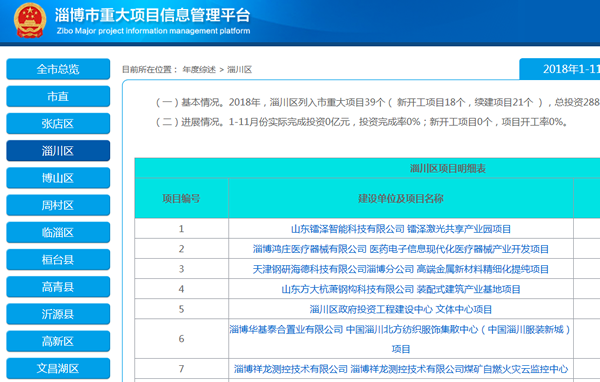 淄博市重大项目信息管理平台
Zibo Major project information management platform
全市总览
市直
张店区
淄川区
博山区
周村区
临淄区
桓台县
高青县
沂源县
高新区
文昌湖区
目前所在位置： 年度综述 > 淄川区
2018年1-11
（一）基本情况。2018年，淄川区列入市重大项目39个（ 新开工项目18个，续建项目21个 ），总投资288
（二）进展情况。1-11月份实际完成投资0亿元，投资完成率0%；新开工项目0个，项目开工率0%。
淄川区项目明细表
项目编号 建设单位及项目名称
1 山东镭泽智能科技有限公司 镭泽激光共享产业园项目
2 淄博鸿庄医疗器械有限公司 医药电子信息现代化医疗器械产业开发项目
3 天津钢研海德科技有限公司淄博分公司 高端金属新材料精细化提纯项目
4 山东方大杭萧钢构科技有限公司 装配式建筑产业基地项目
5 淄川区政府投资工程建设中心 文体中心项目
6 淄博华基泰合置业有限公司 中国淄川北方纺织服饰集散中心（中国淄川服装新城）
项目
7 淄博祥龙测控技术有限公司 淄博祥龙测控技术有限公司煤矿自燃火灾云监控中心